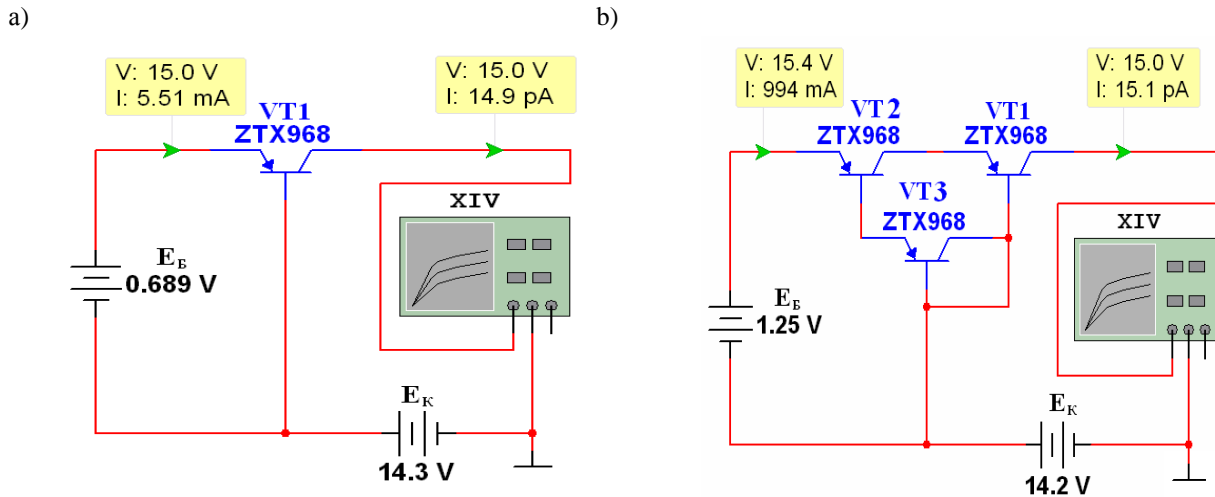 a)
V: 15.0 V
I: 5.51 mA
V: 15.0 V
I: 14.9 pA
VT1
ZTX968
XIV
EБ
0.689 V
EК
14.3 V
b)
V: 15.4 V
I: 994 mA
V: 15.0 V
I: 15.1 pA
VT2
ZTX968
VT1
ZTX968
VT3
ZTX968
XIV
EБ
1.25 V
EК
14.2 V